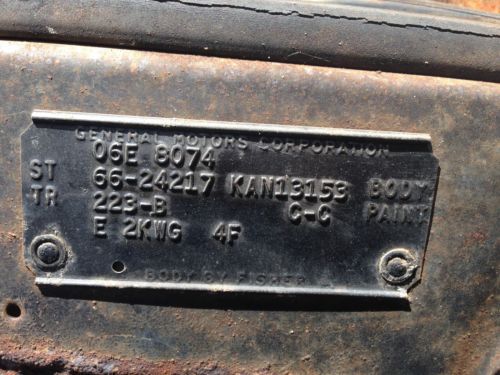 GENERAL MOTORS CORPORATION
06E 8074
ST 66-24217 KAN13153 BODY
TR 223-B C-C PAINT
E 2KWG 4F
BODY BY FISHER